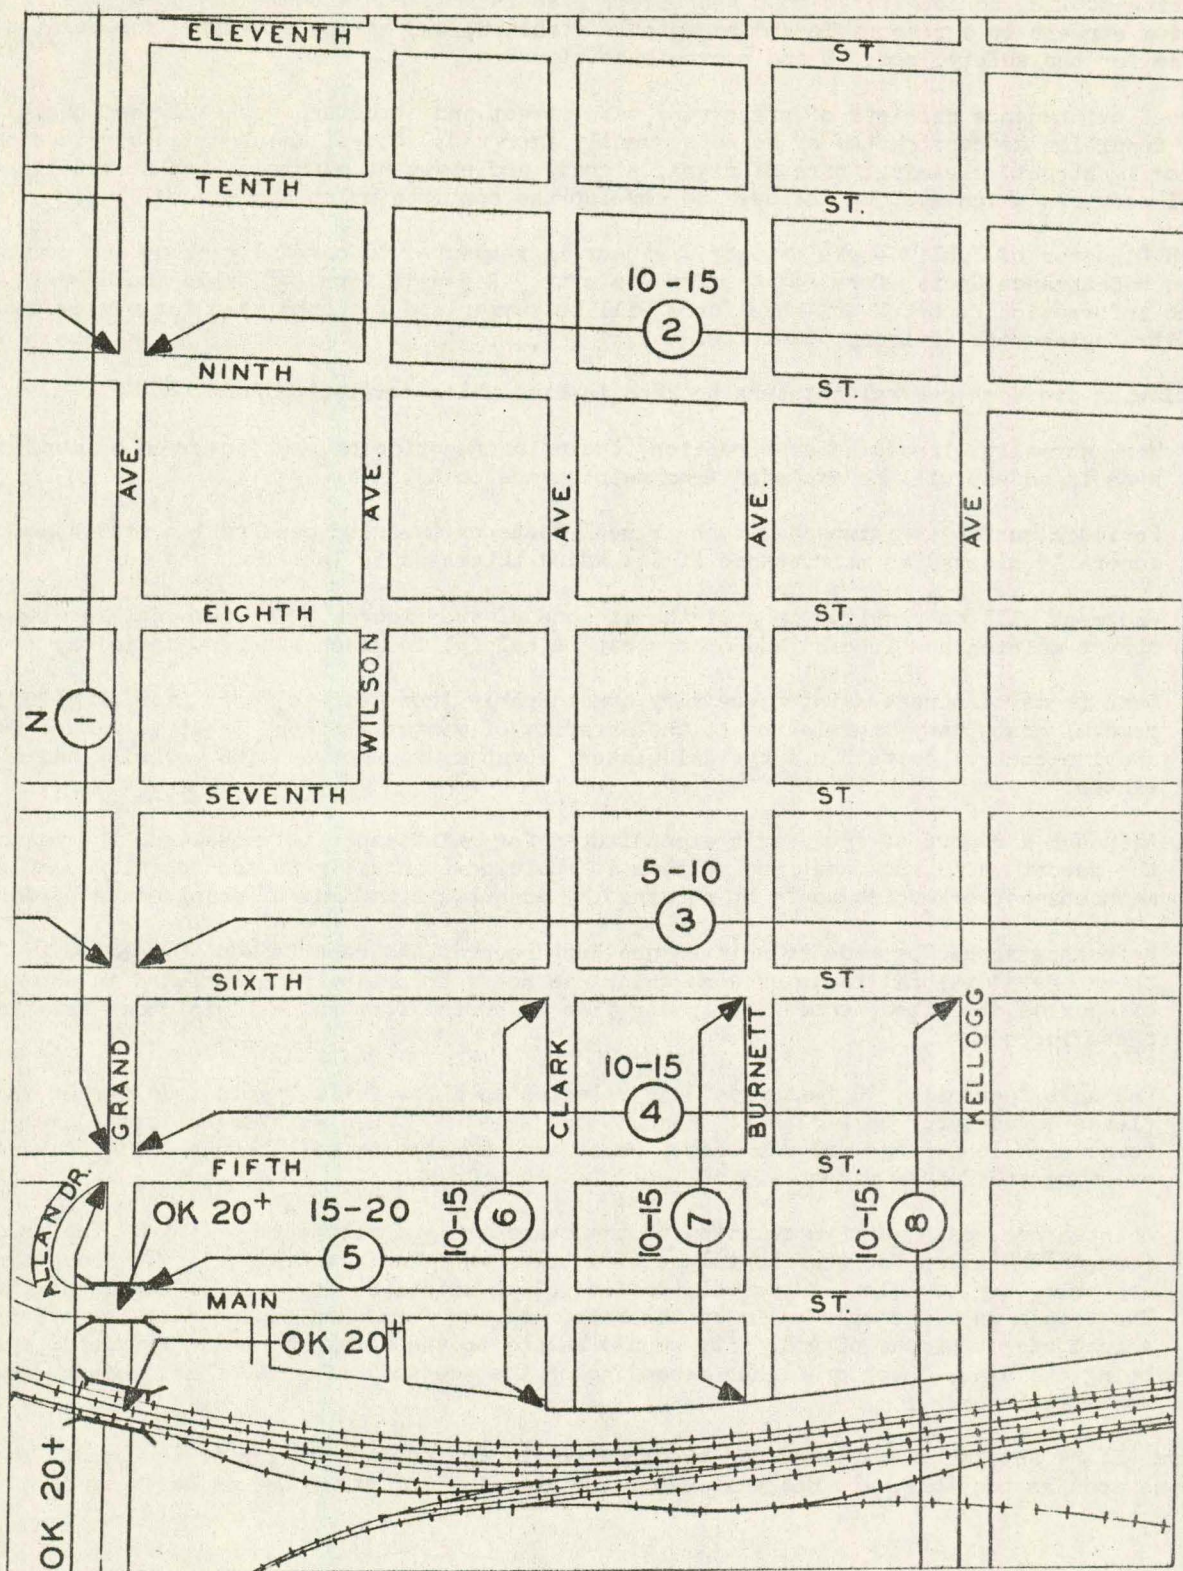 ELEVENTH ST.
TENTH ST.
10-15
2
NINTH ST.
AVE. AVE. AVE. AVE. AVE.
EIGHTH ST.
WILSON
N 1
SEVENTH ST.
5-10
3
SIXTH ST.
GRAND CLARK BURNETT KELLOGG
10-15
4
FIFTH ST.
ALLAN DR.
OK 20+ 15-20
5
10-15 6
10-15 7
10-15 8
MAIN ST.
OK 20+
OK 20+